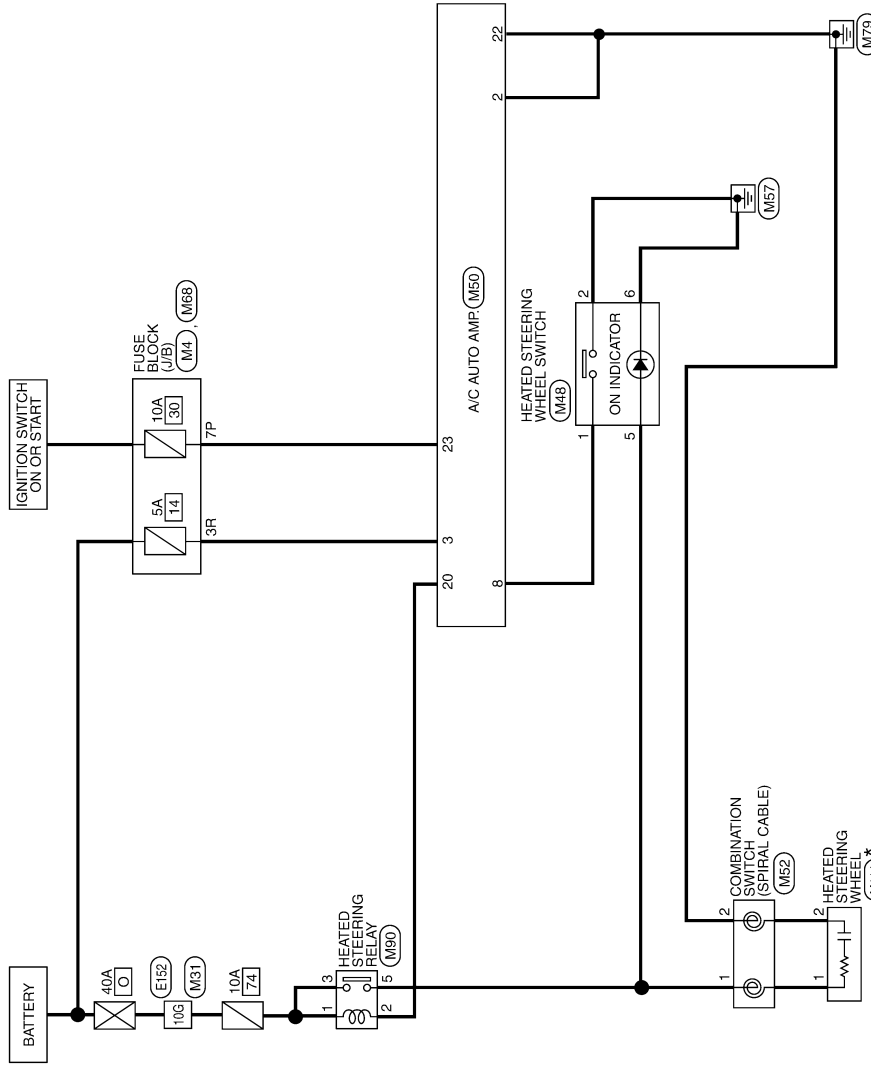 IGNITION SWITCH
ON OR START
BATTERY
FUSE
BLOCK
(J/B)
M4 , M68
10A
30
7P
5A
14
3R
40A
O
E152
10G
M31
10A
74
HEATED
STEERING
RELAY
M90
3
1
5
2
20
3
23
8
2
22
A/C AUTO AMP. M50
HEATED STEERING
WHEEL SWITCH
M48
1
2
ON INDICATOR
5
6
M57
M79
COMBINATION
SWITCH
(SPIRAL CABLE)
M52
1
2
HEATED
STEERING
WHEEL
*
1
2